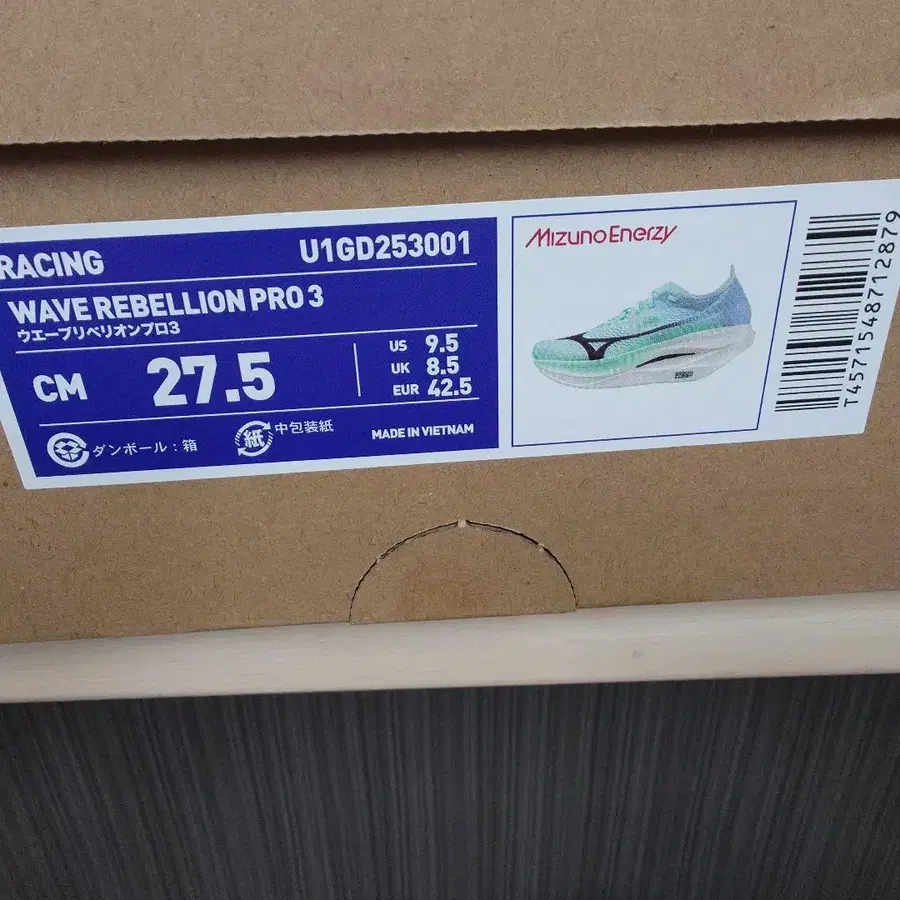 RACING U1GD253001
WAVE REBELLION PRO 3
ウエーブリベリオンプロ3
CM 27.5
US 9.5
UK 8.5
EUR 42.5
ダンボール：箱
紙 中包装紙
MADE IN VIETNAM
MizunoEnerzy
T4571548712879